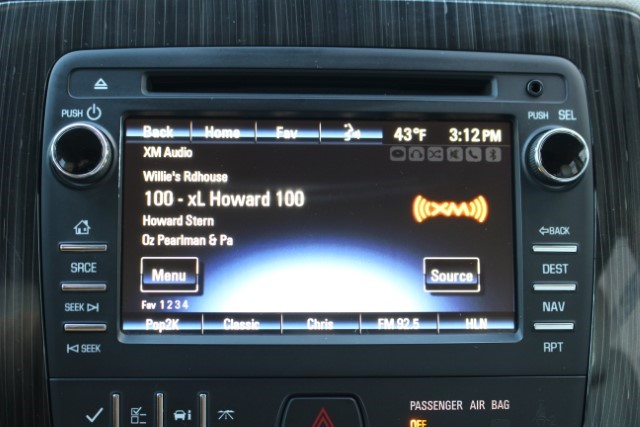 PUSH
PUSH SEL
Back Home Fav 43°F 3:12 PM
XM Audio
Willie's Rdhouse
100 - xL Howard 100
((XM))
Howard Stern
Oz Pearlman & Pa
Menu
Source
Fav 1 2 3 4
Pop2K Classic Chris FM 92.5 HLN
SRCE
SEEK
SEEK
BACK
DEST
NAV
RPT
PASSENGER AIR BAG
OFF